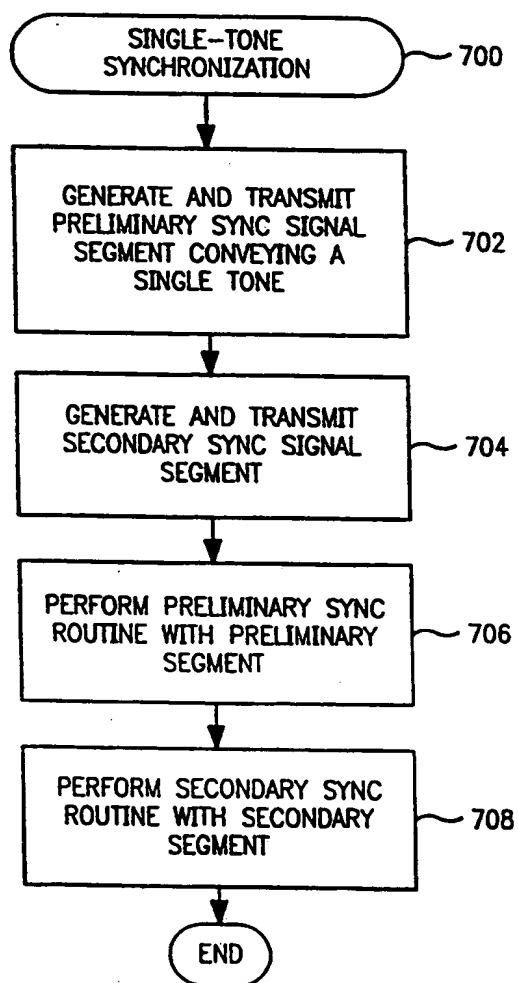 SINGLE-TONE
SYNCHRONIZATION
700
GENERATE AND TRANSMIT
PRELIMINARY SYNC SIGNAL
SEGMENT CONVEYING A
SINGLE TONE
702
GENERATE AND TRANSMIT
SECONDARY SYNC SIGNAL
SEGMENT
704
PERFORM PRELIMINARY SYNC
ROUTINE WITH PRELIMINARY
SEGMENT
706
PERFORM SECONDARY SYNC
ROUTINE WITH SECONDARY
SEGMENT
708
END